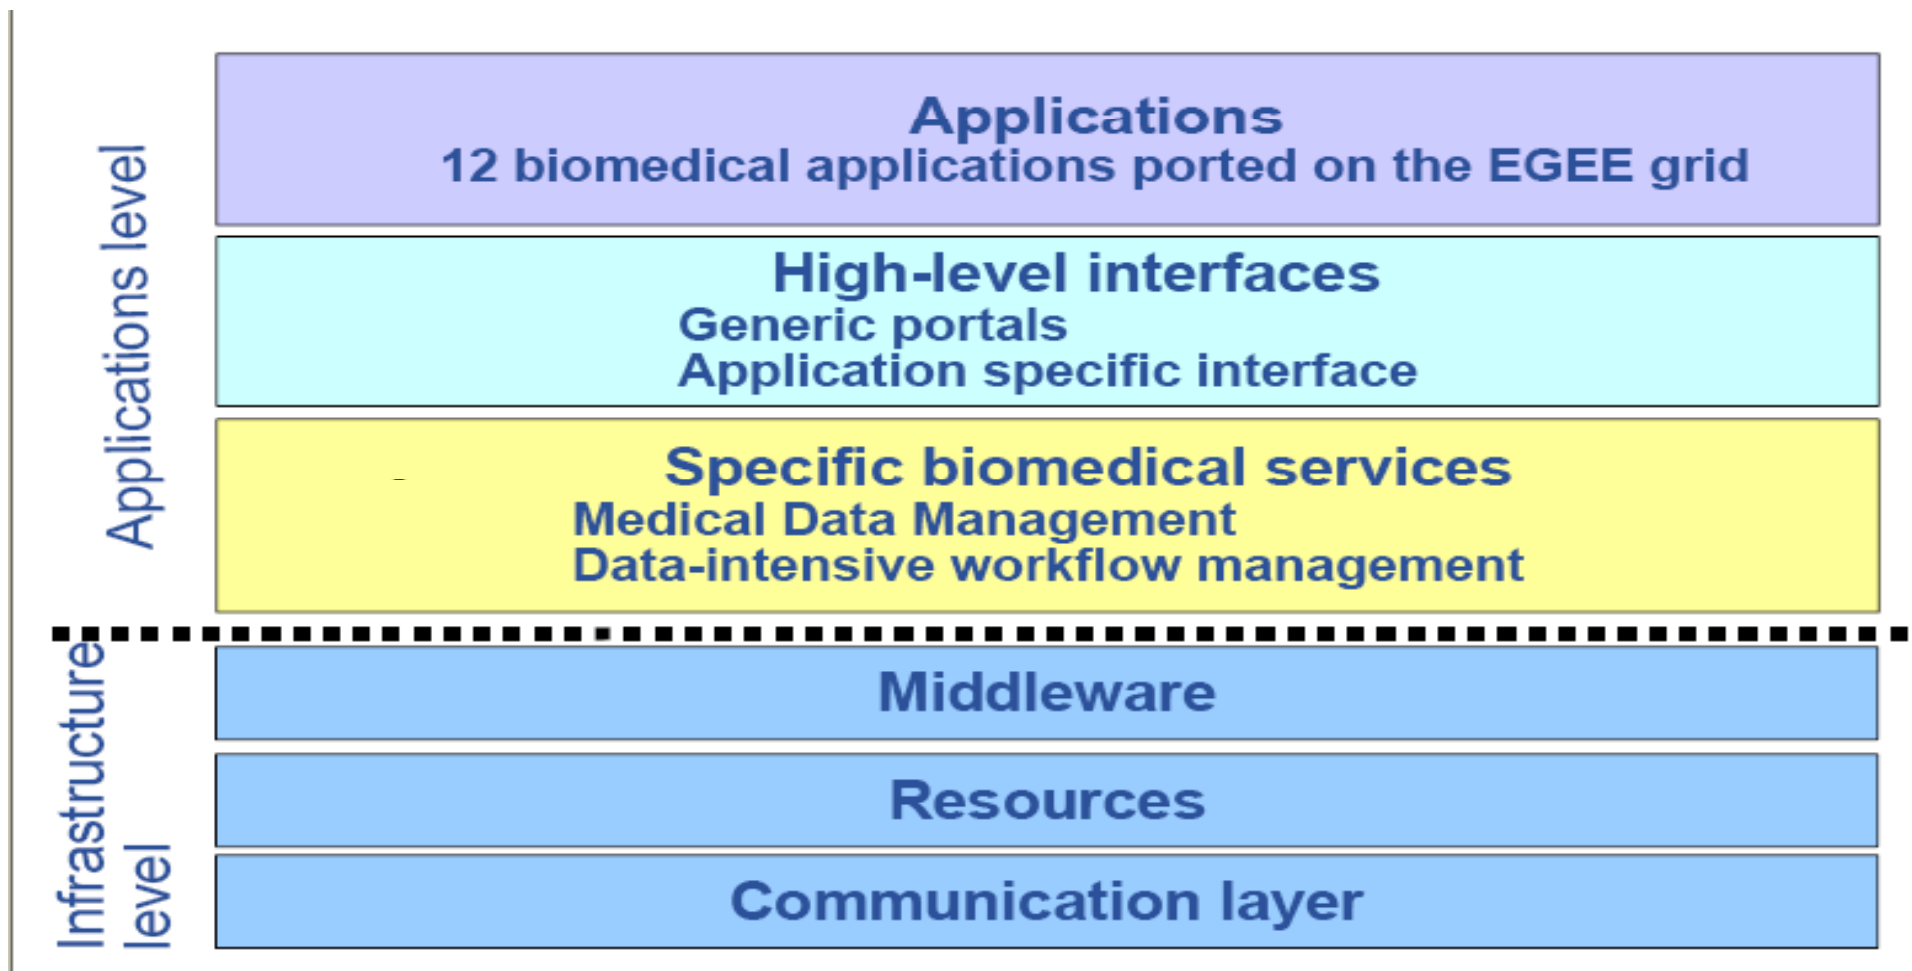 Applications level
Applications
12 biomedical applications ported on the EGEE grid
High-level interfaces
Generic portals
Application specific interface
Specific biomedical services
Medical Data Management
Data-intensive workflow management
Infrastructure
level
Middleware
Resources
Communication layer